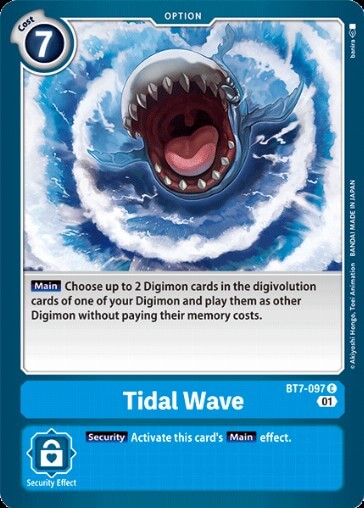 OPTION
Cost
7
banira
Main Choose up to 2 Digimon cards in the digivolution
cards of one of your Digimon and play them as other
Digimon without paying their memory costs.
© Akiyoshi Hongo, Toei Animation BANDAI MADE IN JAPAN
BT7-097 C
Tidal Wave
01
Security Activate this card's Main effect.
Security Effect